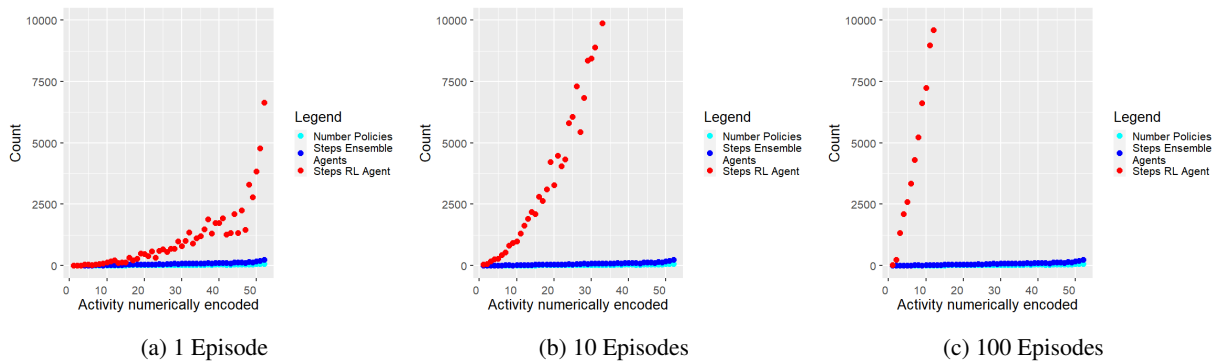 10000
7500
5000
2500
0
Count
0 10 20 30 40 50
Activity numerically encoded
Legend
Number Policies
Steps Ensemble
Agents
Steps RL Agent
(a) 1 Episode
10000
7500
5000
2500
0
Count
0 10 20 30 40 50
Activity numerically encoded
Legend
Number Policies
Steps Ensemble
Agents
Steps RL Agent
(b) 10 Episodes
10000
7500
5000
2500
0
Count
0 10 20 30 40 50
Activity numerically encoded
Legend
Number Policies
Steps Ensemble
Agents
Steps RL Agent
(c) 100 Episodes